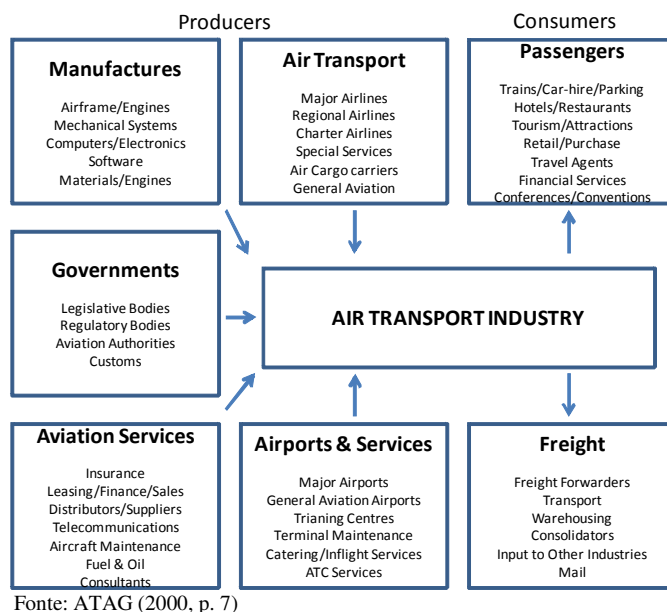 Producers
Consumers
Manufactures
Airframe/Engines
Mechanical Systems
Computers/Electronics
Software
Materials/Engines
Air Transport
Major Airlines
Regional Airlines
Charter Airlines
Special Services
Air Cargo carriers
General Aviation
Passengers
Trains/Car-hire/Parking
Hotels/Restaurants
Tourism/Attractions
Retail/Purchase
Travel Agents
Financial Services
Conferences/Conventions
Governments
Legislative Bodies
Regulatory Bodies
Aviation Authorities
Customs
AIR TRANSPORT INDUSTRY
Aviation Services
Insurance
Leasing/Finance/Sales
Distributors/Suppliers
Telecommunications
Aircraft Maintenance
Fuel & Oil
Consultants
Airports & Services
Major Airports
General Aviation Airports
Trianing Centres
Terminal Maintenance
Catering/Inflight Services
ATC Services
Freight
Freight Forwarders
Transport
Warehousing
Consolidators
Input to Other Industries
Mail
Fonte: ATAG (2000, p. 7)